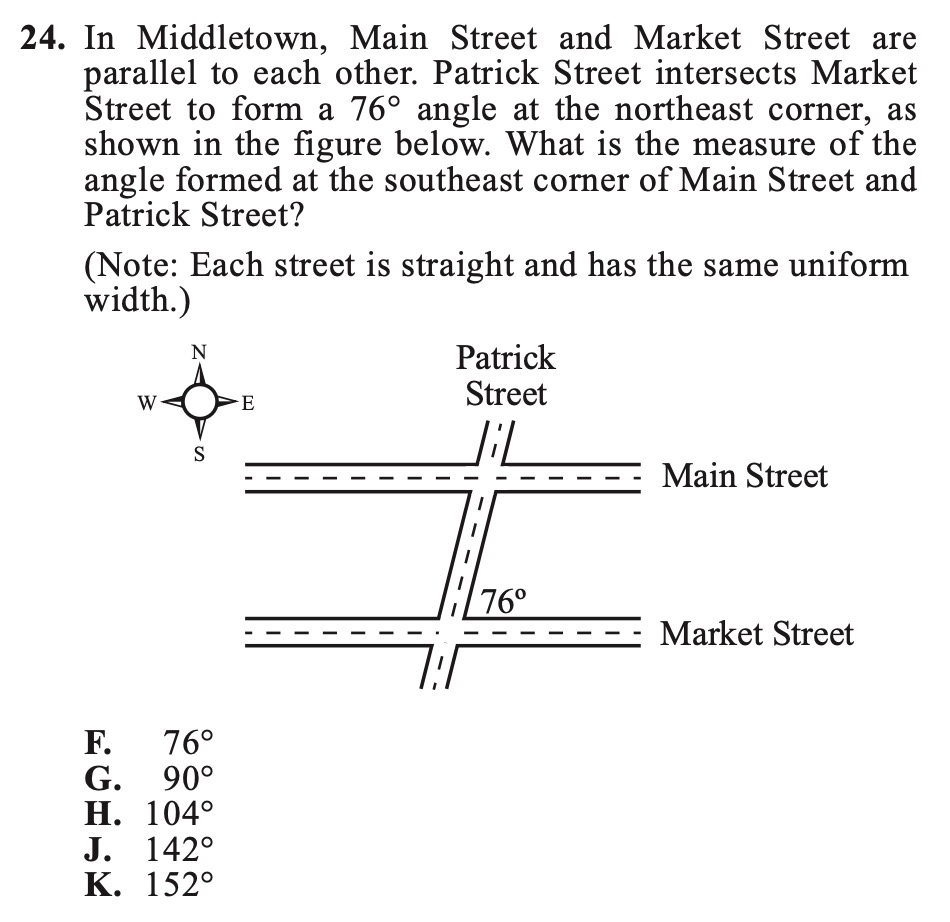 24. In Middletown, Main Street and Market Street are
parallel to each other. Patrick Street intersects Market
Street to form a 76° angle at the northeast corner, as
shown in the figure below. What is the measure of the
angle formed at the southeast corner of Main Street and
Patrick Street?
(Note: Each street is straight and has the same uniform
width.)
N
W E
S
Patrick
Street
Main Street
76º
Market Street
F. 76°
G. 90°
H. 104°
J. 142°
K. 152°